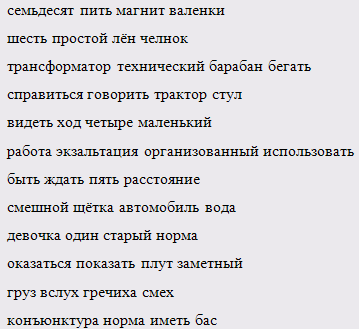 семьдесят пить магнит валенки
шесть простой лён челнок
трансформатор технический барабан бегать
справиться говорить трактор стул
видеть ход четыре маленький
работа экзальтация организованный использовать
быть ждать пять расстояние
смешной щётка автомобиль вода
девочка один старый норма
оказаться показать плут заметный
груз вслух гречиха смех
конъюнктура норма иметь бас